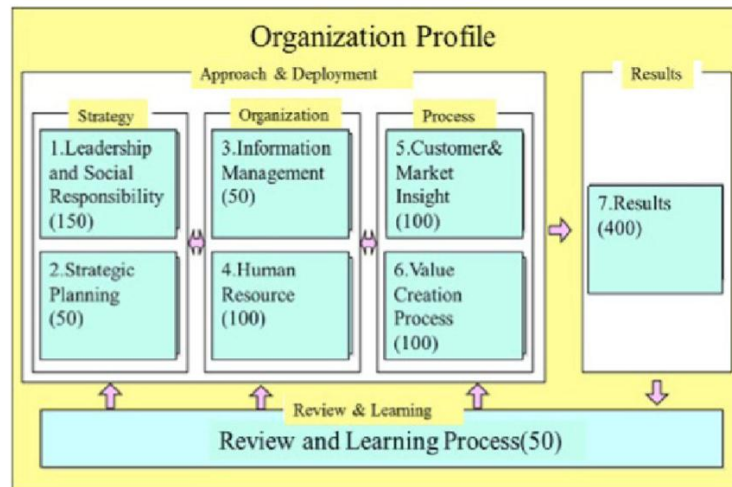 Organization Profile
Approach & Deployment
Results
Strategy
Organization
Process
1.Leadership
and Social
Responsibility
(150)
2.Strategic
Planning
(50)
3.Information
Management
(50)
4.Human
Resource
(100)
5.Customer&
Market
Insight
(100)
6.Value
Creation
Process
(100)
7.Results
(400)
Review & Learning
Review and Learning Process(50)